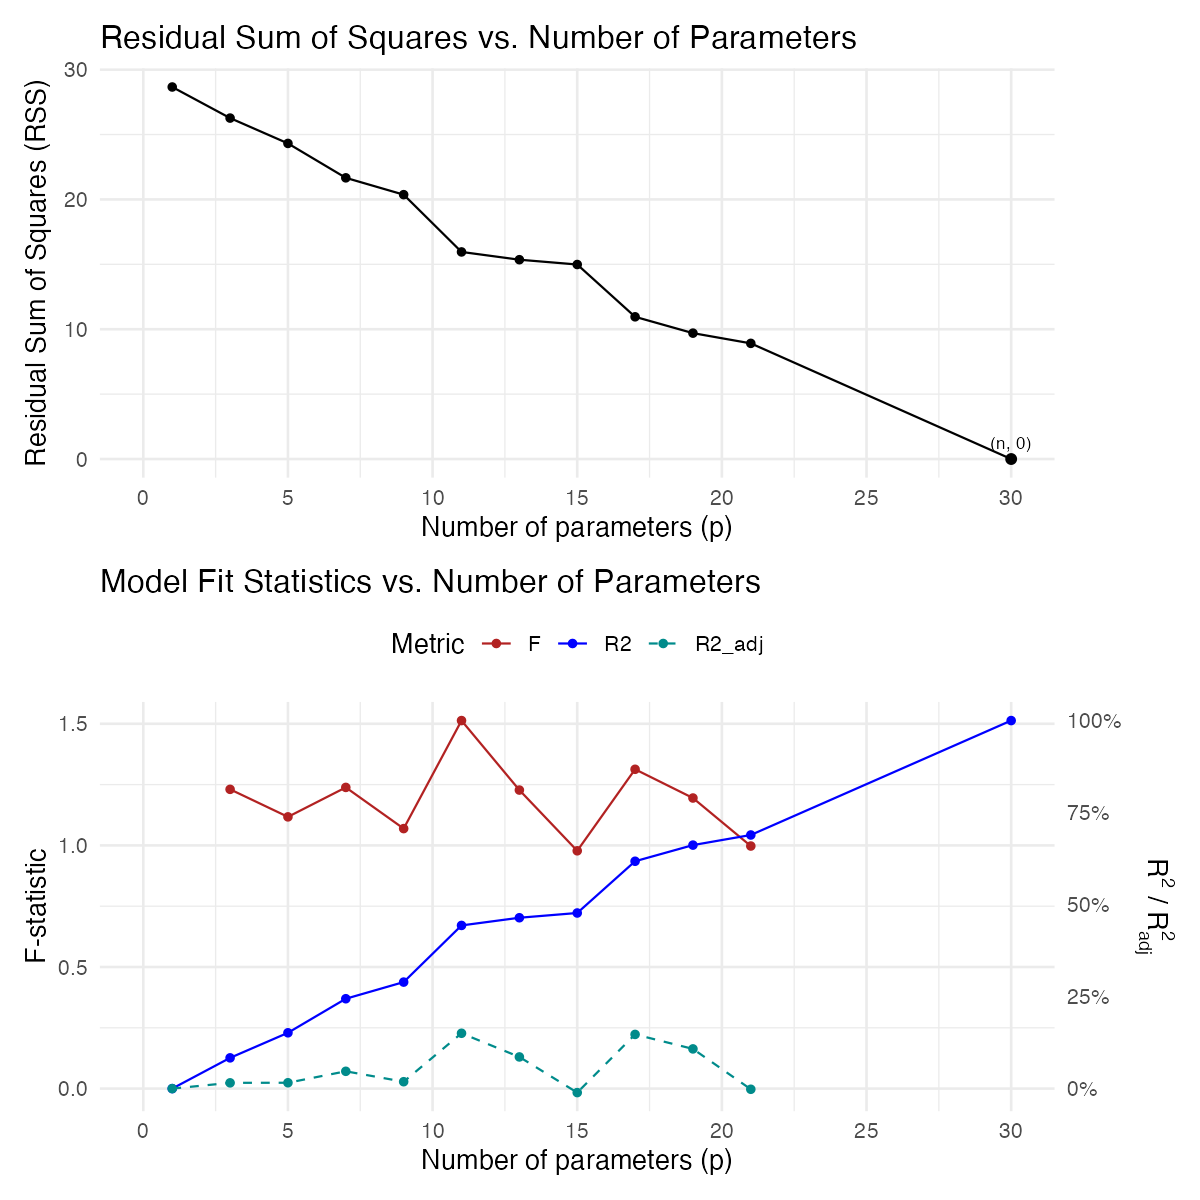 Residual Sum of Squares vs. Number of Parameters
Residual Sum of Squares (RSS)
30
20
10
0
(n, 0)
0 5 10 15 20 25 30
Number of parameters (p)
Model Fit Statistics vs. Number of Parameters
Metric F R2 R2_adj
F-statistic
1.5
1.0
0.5
0.0
100%
75%
50%
25%
0%
R² / R²adj
0 5 10 15 20 25 30
Number of parameters (p)